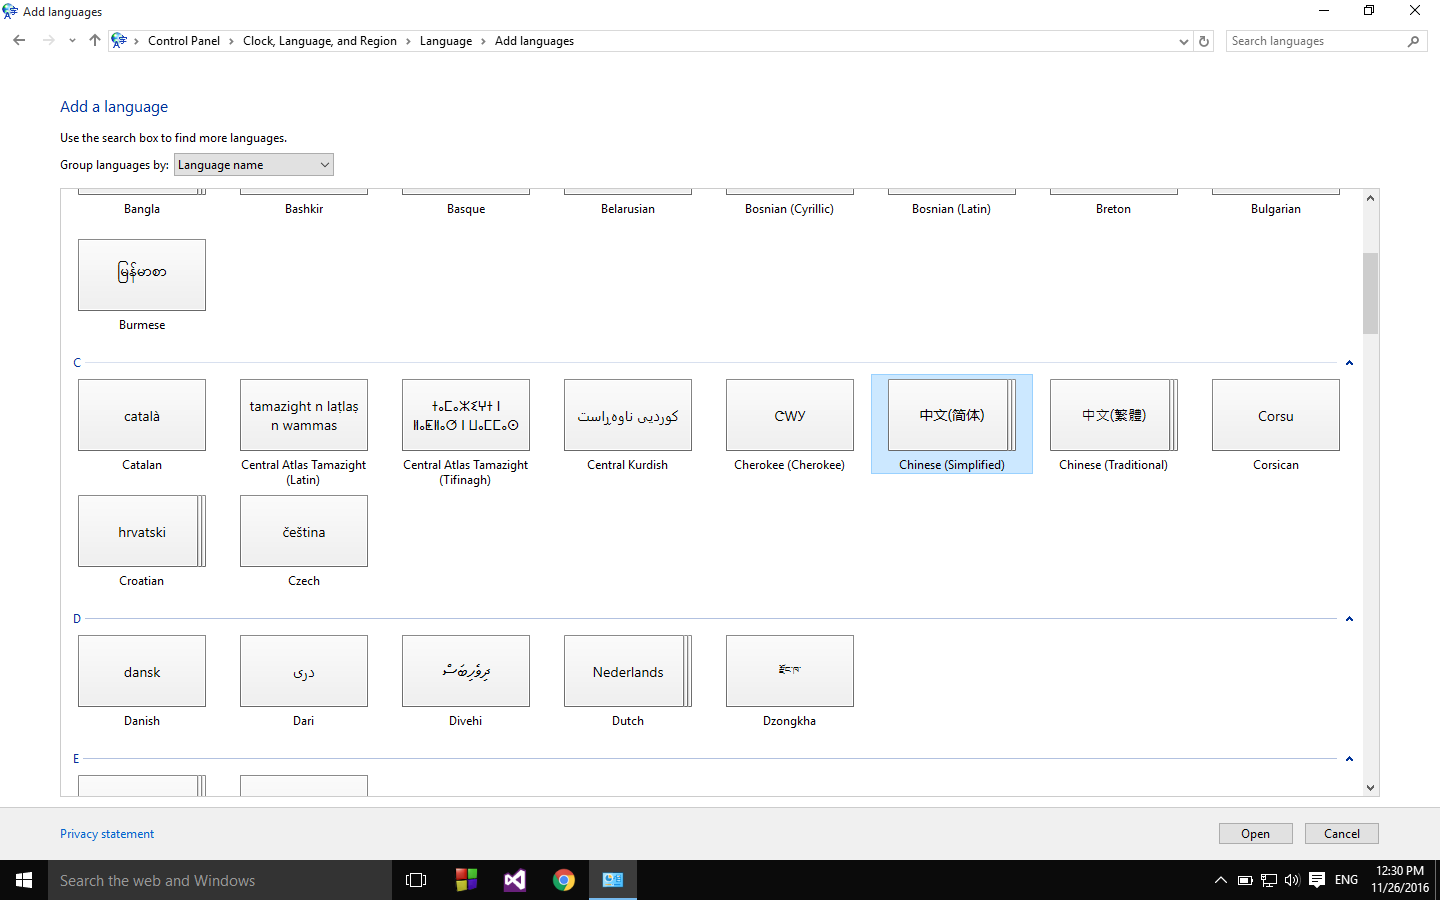 Add languages
Control Panel > Clock, Language, and Region > Language > Add languages
Search languages
Add a language
Use the search box to find more languages.
Group languages by: Language name
Bangla
Bashkir
Basque
Belarusian
Bosnian (Cyrillic)
Bosnian (Latin)
Breton
Bulgarian
မြန်မာစာ
Burmese
C
català
Catalan
tamazight n laṭlaṣ
n wammas
Central Atlas Tamazight
(Latin)
ⵜⴰⵎⴰⵣⵉⵖⵜ ⵏ
ⵍⴰⵟⵍⴰⵚ ⵏ ⵡⴰⵎⵎⴰⵙ
Central Atlas Tamazight
(Tifinagh)
کوردیی ناوەڕاست
Central Kurdish
ᏣᎳᎩ
Cherokee (Cherokee)
中文(简体)
Chinese (Simplified)
中文(繁體)
Chinese (Traditional)
Corsu
Corsican
hrvatski
Croatian
čeština
Czech
D
dansk
Danish
درى
Dari
ދިވެހިބަސް
Divehi
Nederlands
Dutch
རྫོང་ཁ་
Dzongkha
E
Privacy statement
Open
Cancel
Search the web and Windows
ENG
12:30 PM
11/26/2016